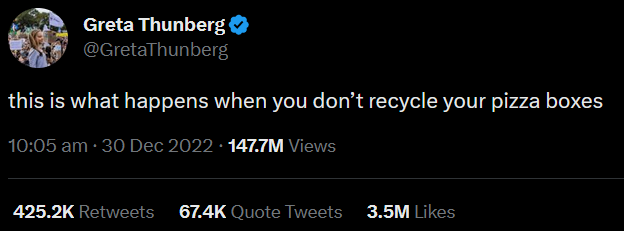 Greta Thunberg
@GretaThunberg
this is what happens when you don’t recycle your pizza boxes
10:05 am · 30 Dec 2022 · 147.7M Views
425.2K Retweets 67.4K Quote Tweets 3.5M Likes